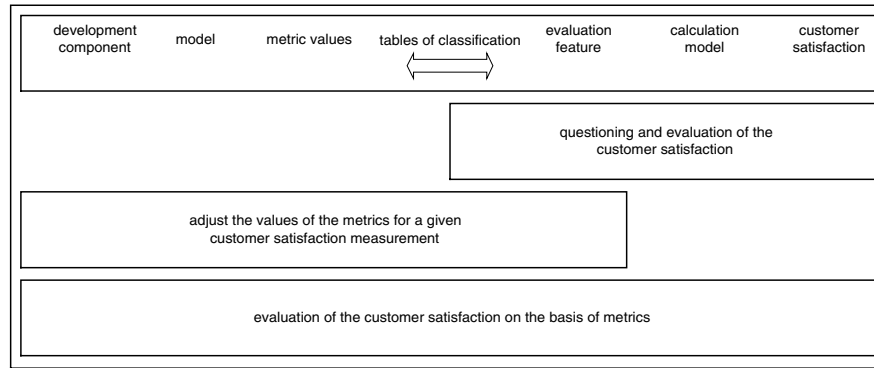 development component
model
metric values
tables of classification
evaluation feature
calculation model
customer satisfaction
questioning and evaluation of the
customer satisfaction
adjust the values of the metrics for a given
customer satisfaction measurement
evaluation of the customer satisfaction on the basis of metrics